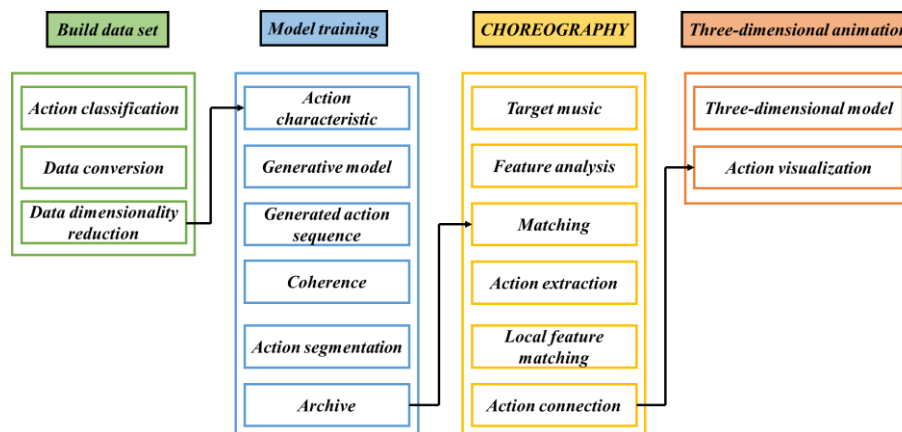 Build data set
Model training
CHOREOGRAPHY
Three-dimensional animation
Action classification
Data conversion
Data dimensionality
reduction
Action
characteristic
Generative model
Generated action
sequence
Coherence
Action segmentation
Archive
Target music
Feature analysis
Matching
Action extraction
Local feature
matching
Action connection
Three-dimensional model
Action visualization